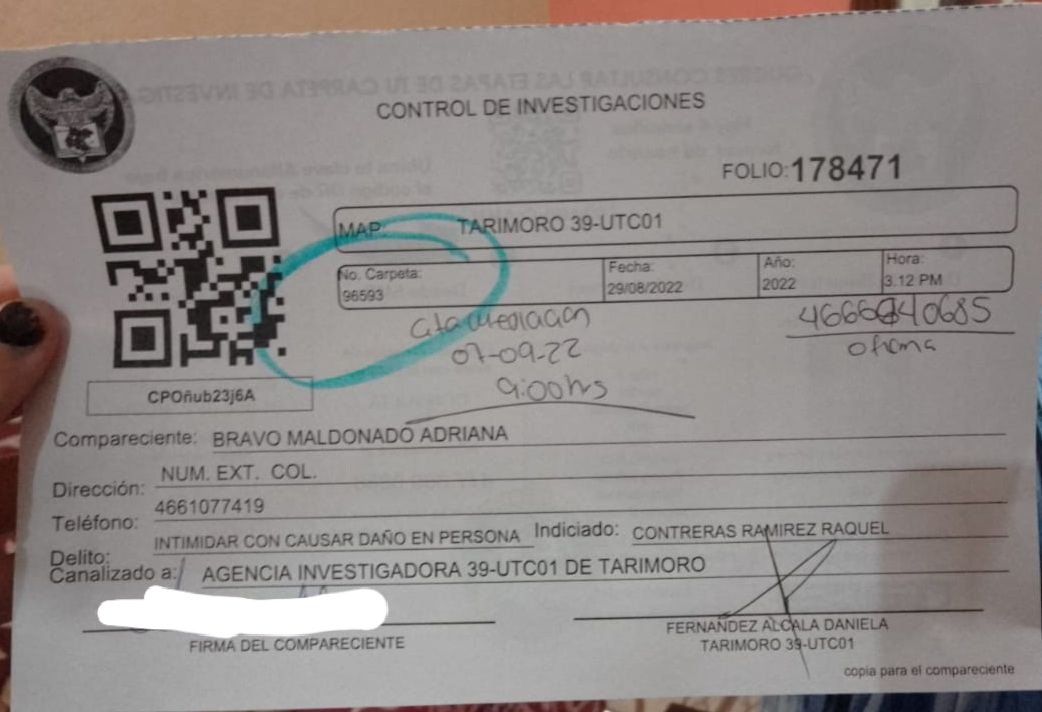 CONTROL DE INVESTIGACIONES
FOLIO: 178471
MAP: TARIMORO 39-UTC01
No. Carpeta: 96593
Fecha: 29/08/2022
Año: 2022
Hora: 3.12 PM
Cita mediación
07-09-22
9:00hrs
4666640685
oficina
CPOñub23j6A
Compareciente: BRAVO MALDONADO ADRIANA
Dirección: NUM. EXT. COL.
Teléfono: 4661077419
Delito: INTIMIDAR CON CAUSAR DAÑO EN PERSONA Indiciado: CONTRERAS RAMIREZ RAQUEL
Canalizado a: AGENCIA INVESTIGADORA 39-UTC01 DE TARIMORO
FIRMA DEL COMPARECIENTE
FERNANDEZ ALCALA DANIELA
TARIMORO 39-UTC01
copia para el compareciente